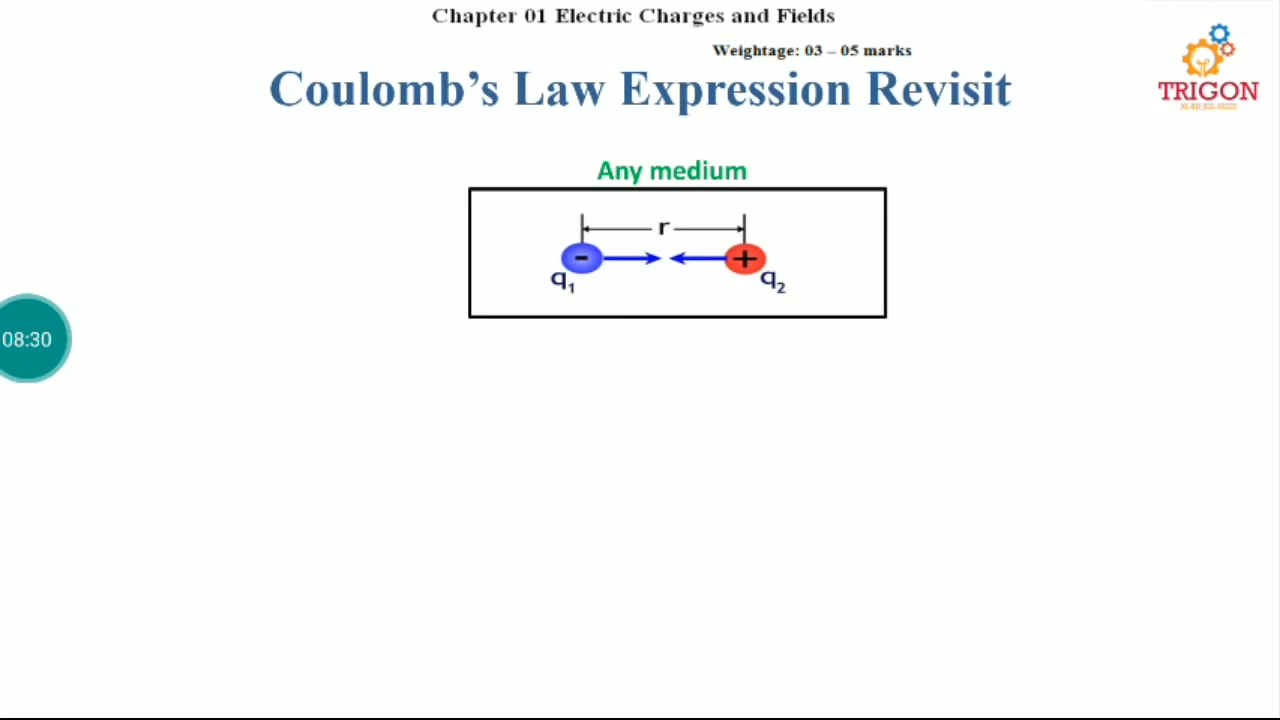 Chapter 01 Electric Charges and Fields
Weightage: 03 – 05 marks
Coulomb's Law Expression Revisit
TRIGON
Any medium
r
- +
q1 q2
08:30